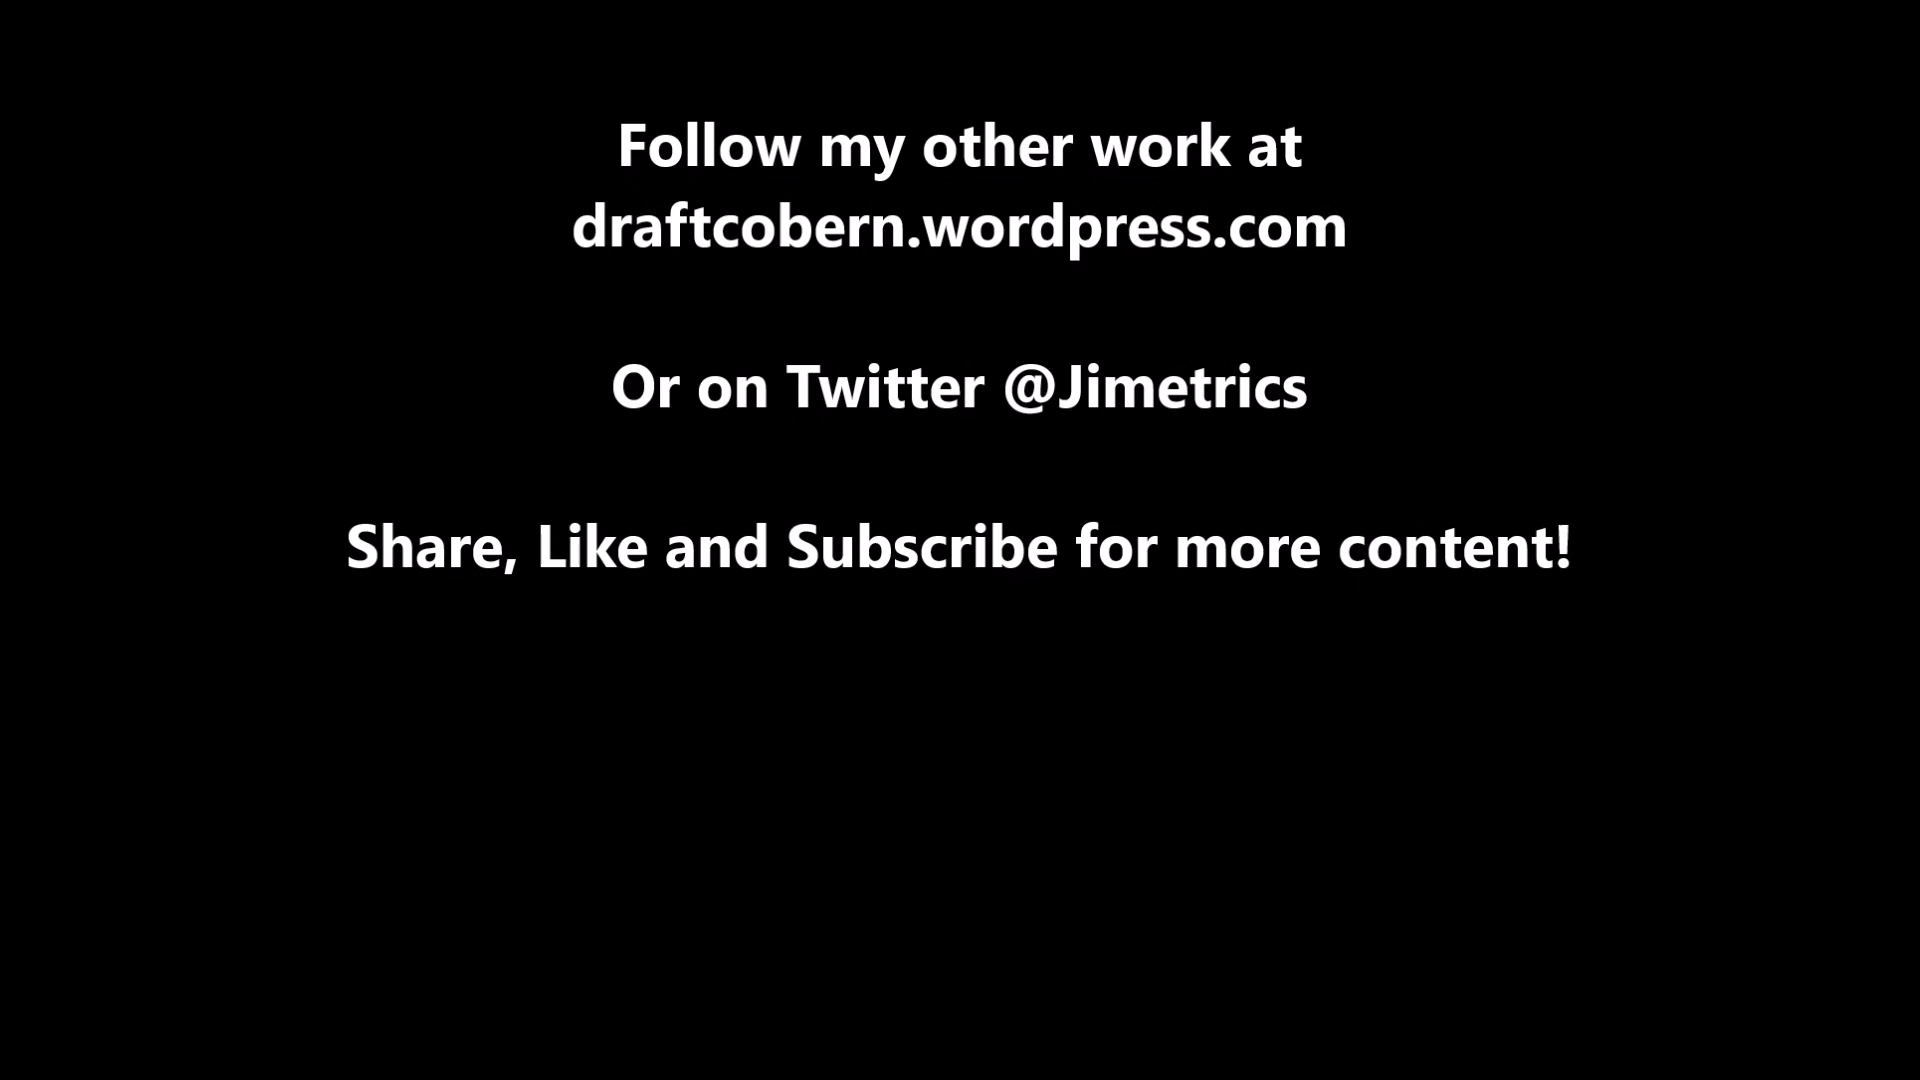 Follow my other work at
draftcobern.wordpress.com
Or on Twitter @Jimetrics
Share, Like and Subscribe for more content!